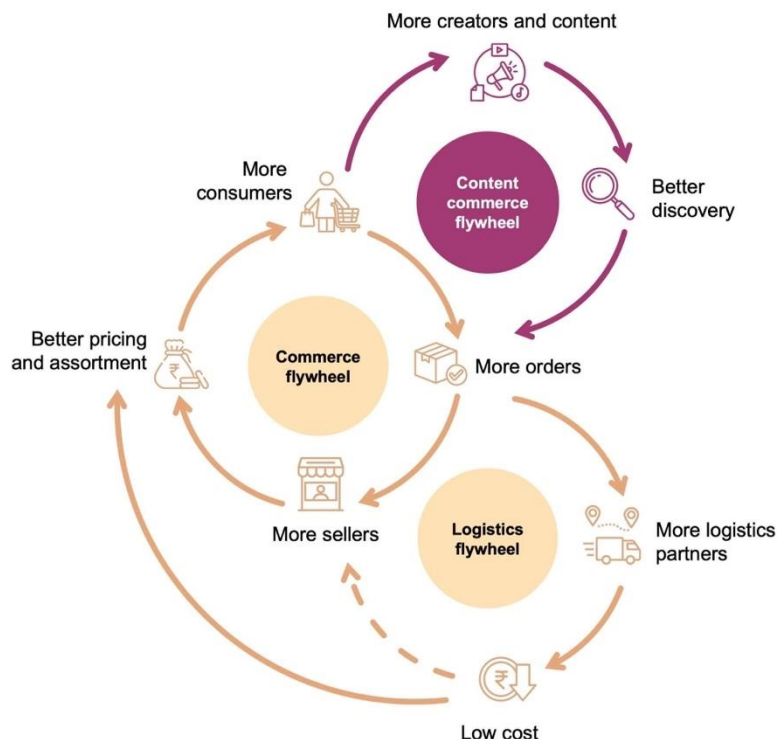 More creators and content
More
consumers
Content
commerce
flywheel
Better
discovery
Better pricing
and assortment
₹
Commerce
flywheel
More orders
More sellers
Logistics
flywheel
More logistics
partners
₹
Low cost